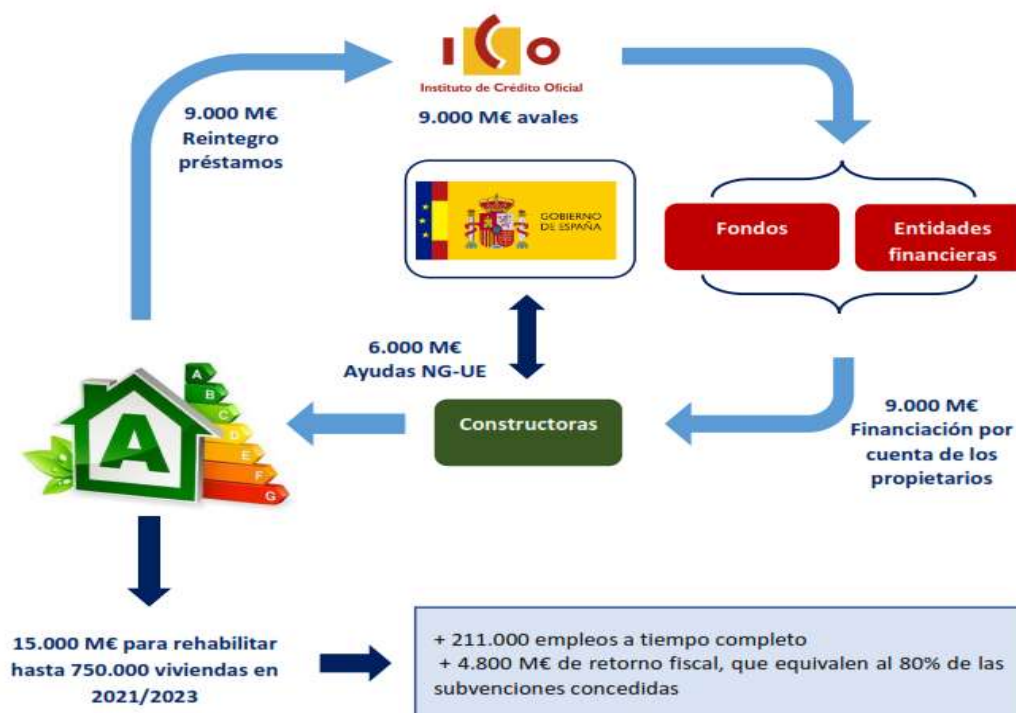 ICO
Instituto de Crédito Oficial
9.000 M€ avales
9.000 M€
Reintegro
préstamos
GOBIERNO
DE ESPAÑA
Fondos
Entidades
financieras
6.000 M€
Ayudas NG-UE
Constructoras
9.000 M€
Financiación por
cuenta de los
propietarios
A
A
B
C
D
E
F
G
15.000 M€ para rehabilitar
hasta 750.000 viviendas en
2021/2023
+ 211.000 empleos a tiempo completo
+ 4.800 M€ de retorno fiscal, que equivalen al 80% de las
subvenciones concedidas